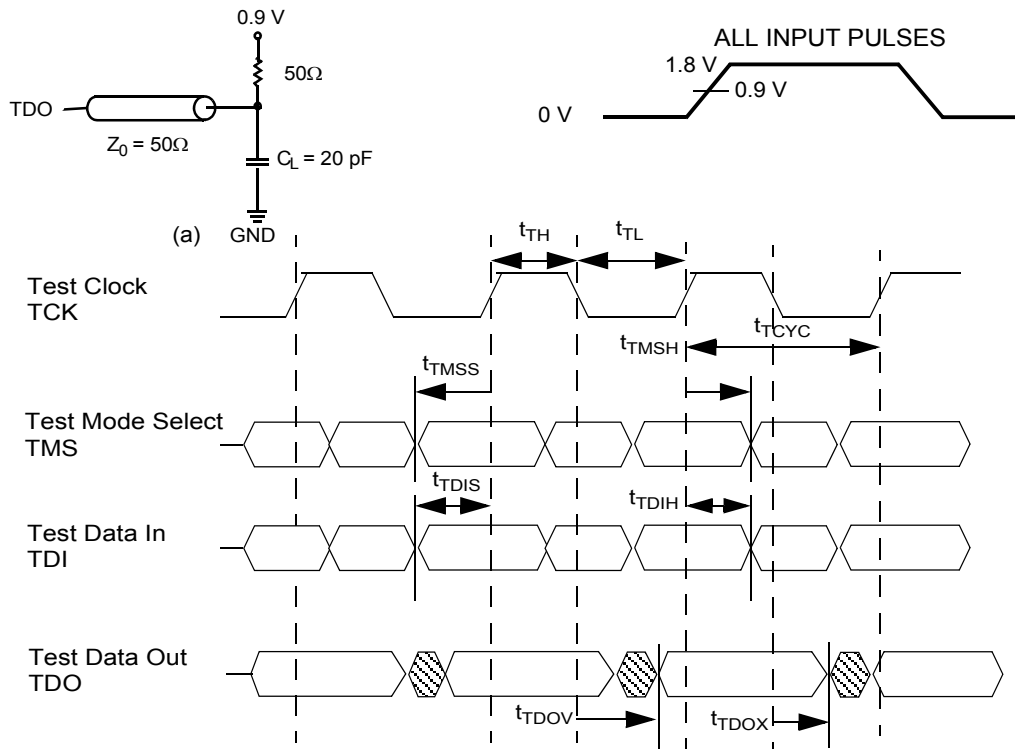 0.9 V
50Ω
TDO
Z0 = 50Ω
CL = 20 pF
(a)
GND
ALL INPUT PULSES
1.8 V
0.9 V
0 V
tTH
tTL
Test Clock
TCK
tTCYC
tTMSH
tTMSS
Test Mode Select
TMS
tTDIS
tTDIH
Test Data In
TDI
Test Data Out
TDO
tTDOV
tTDOX